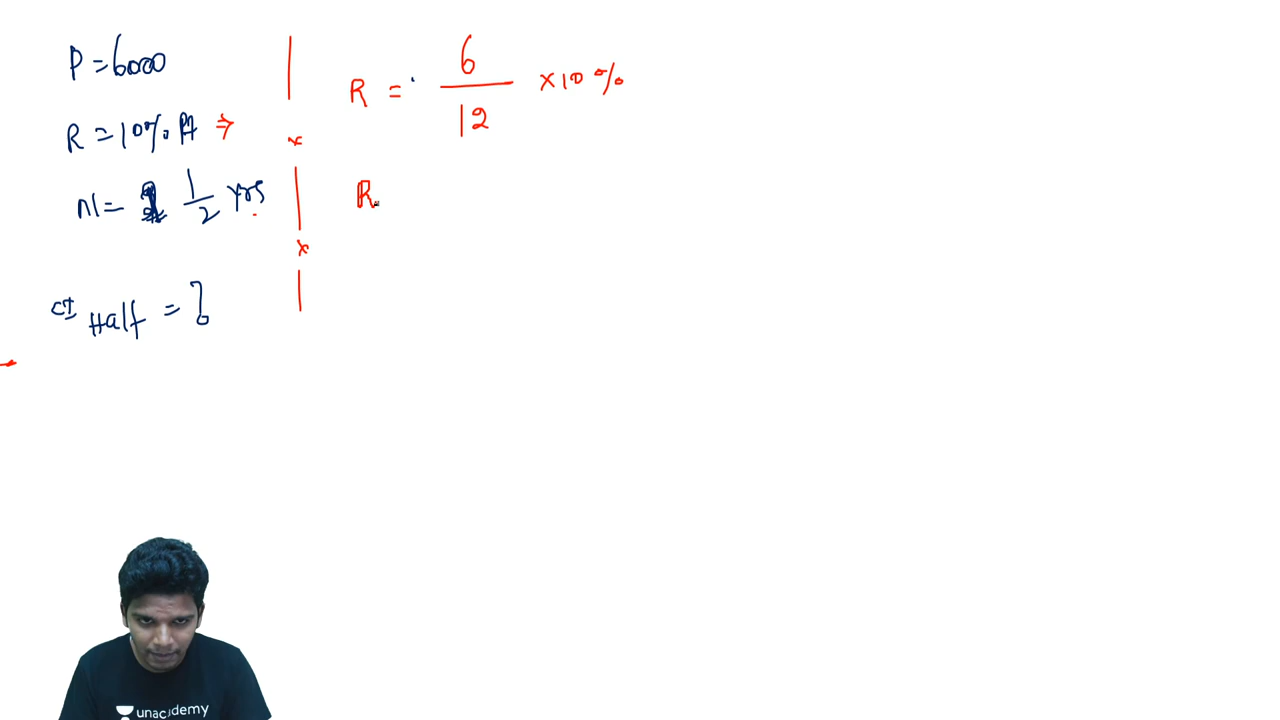 P = 6000
R = 10% PA ⇒
n = 1/2 yrs
CI Half = ?
R = 6/12 × 10%
R
unacademy